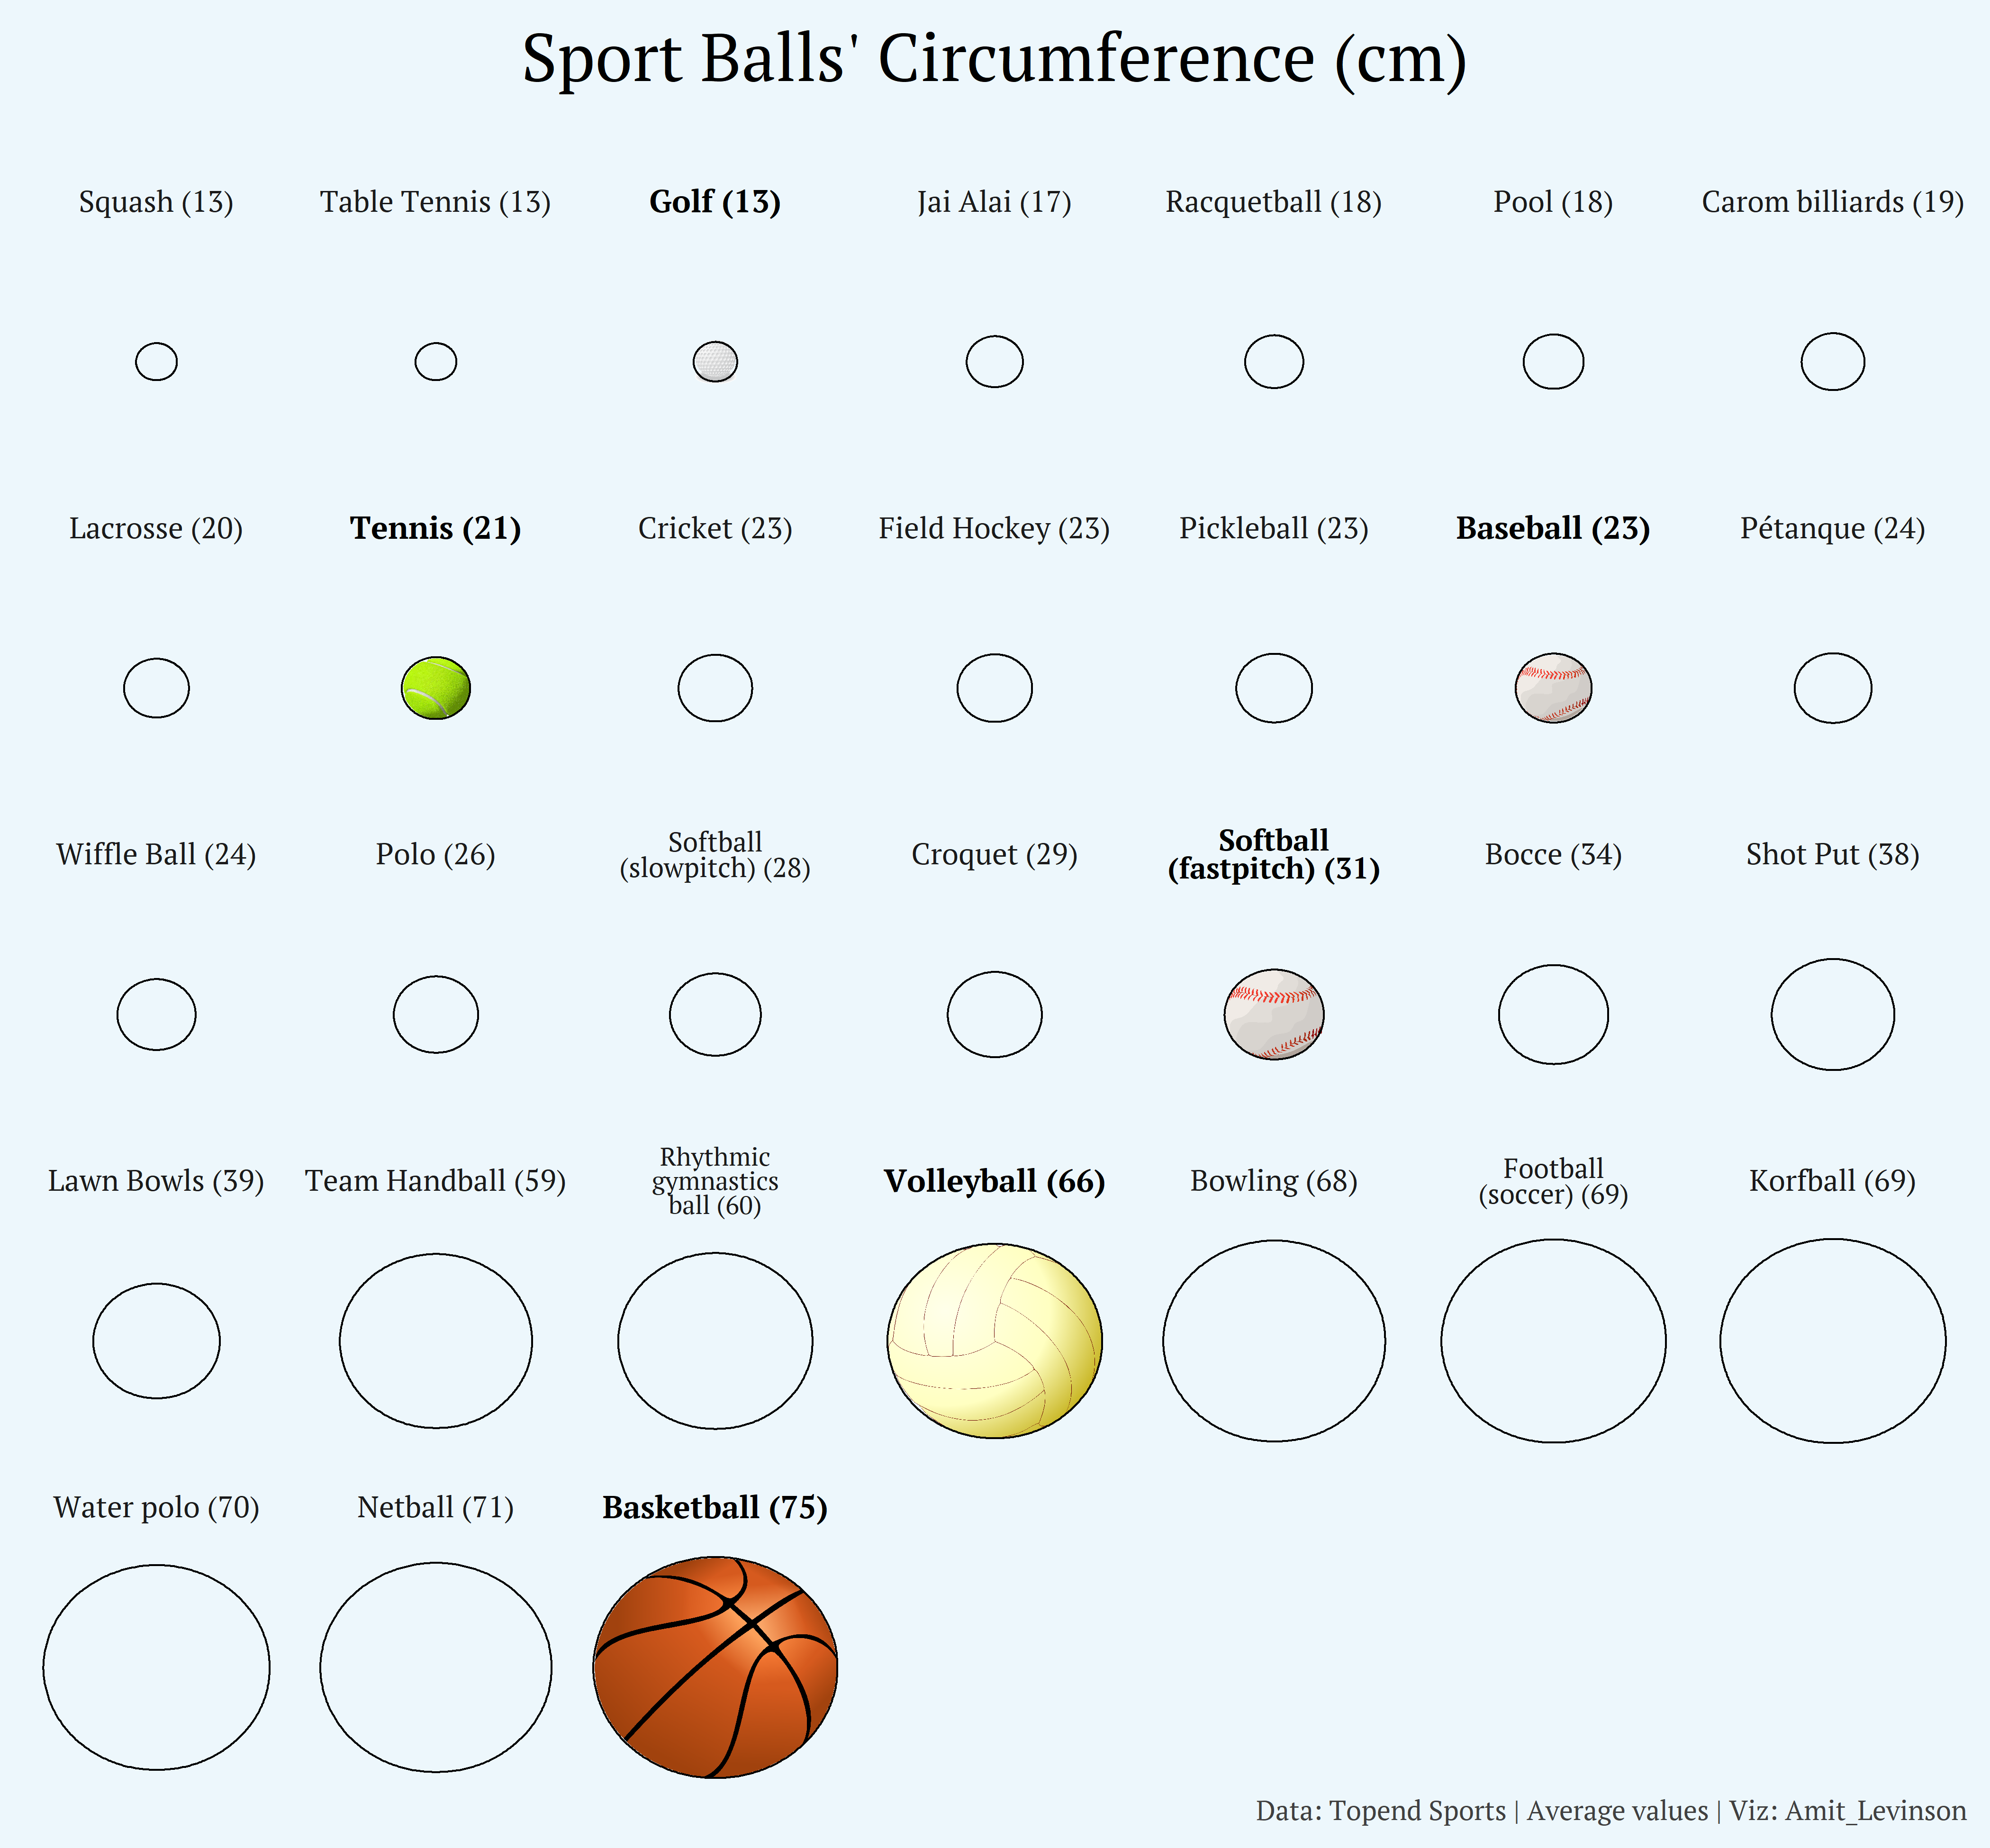 Sport Balls' Circumference (cm)
Squash (13)
Table Tennis (13)
Golf (13)
Jai Alai (17)
Racquetball (18)
Pool (18)
Carom billiards (19)
Lacrosse (20)
Tennis (21)
Cricket (23)
Field Hockey (23)
Pickleball (23)
Baseball (23)
Pétanque (24)
Wiffle Ball (24)
Polo (26)
Softball
(slowpitch) (28)
Croquet (29)
Softball
(fastpitch) (31)
Bocce (34)
Shot Put (38)
Lawn Bowls (39)
Team Handball (59)
Rhythmic
gymnastics
ball (60)
Volleyball (66)
Bowling (68)
Football
(soccer) (69)
Korfball (69)
Water polo (70)
Netball (71)
Basketball (75)
Data: Topend Sports | Average values | Viz: Amit_Levinson